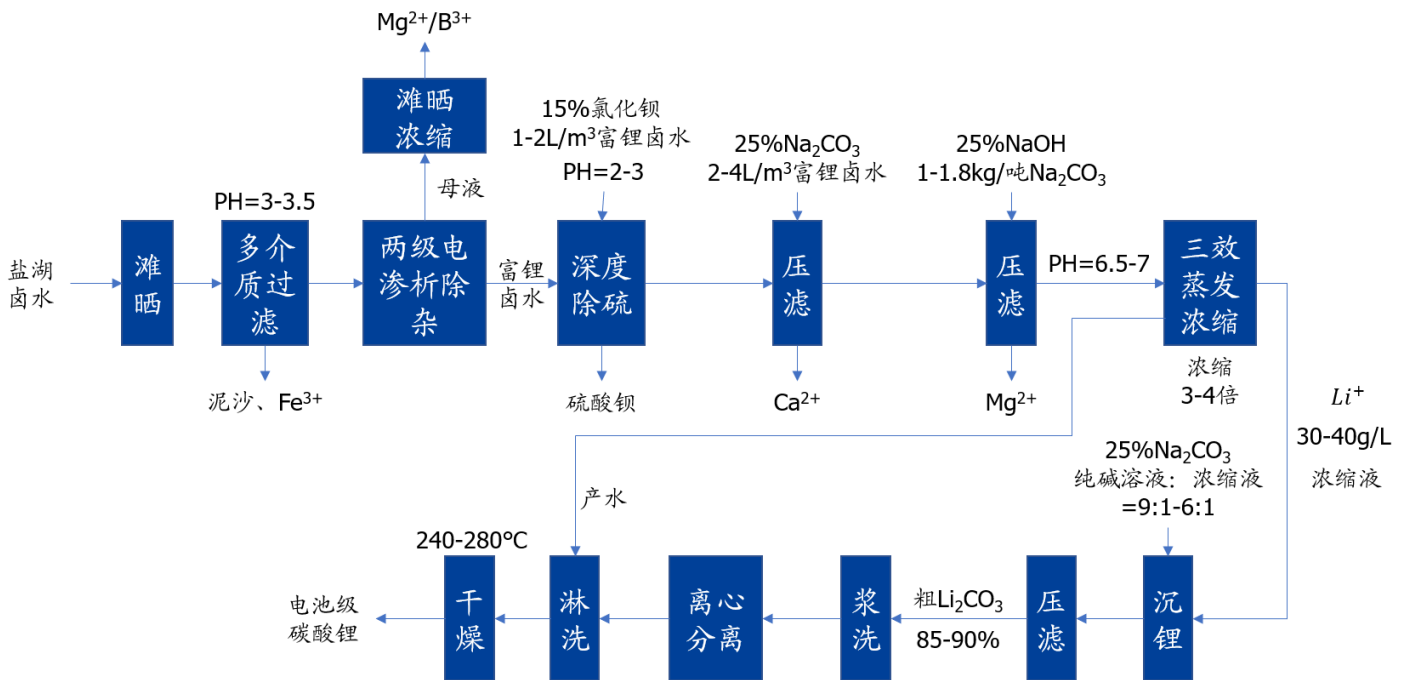 Mg²⁺/B³⁺
滩晒
浓缩
母液
15%氯化钡
1-2L/m³富锂卤水
PH=2-3
25%Na₂CO₃
2-4L/m³富锂卤水
25%NaOH
1-1.8kg/吨Na₂CO₃
盐湖
卤水
滩
晒
PH=3-3.5
多介
质过
滤
泥沙、Fe³⁺
两级电
渗析除
杂
富锂
卤水
深度
除硫
硫酸钡
压
滤
Ca²⁺
压
滤
Mg²⁺
PH=6.5-7
三效
蒸发
浓缩
浓缩
3-4倍
Li⁺
30-40g/L
浓缩液
产水
25%Na₂CO₃
纯碱溶液：浓缩液
=9:1-6:1
沉
锂
压
滤
粗Li₂CO₃
85-90%
浆
洗
离心
分离
淋
洗
240-280℃
干
燥
电池级
碳酸锂